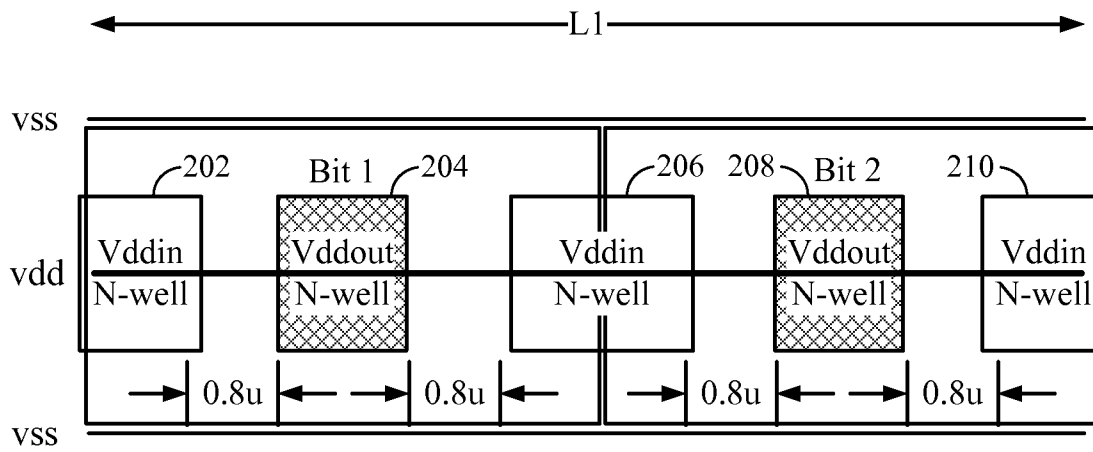 L1
vss
202
Bit 1
204
206
208
Bit 2
210
vdd
Vddin
N-well
Vddout
N-well
Vddin
N-well
Vddout
N-well
Vddin
N-well
0.8u
0.8u
0.8u
0.8u
vss